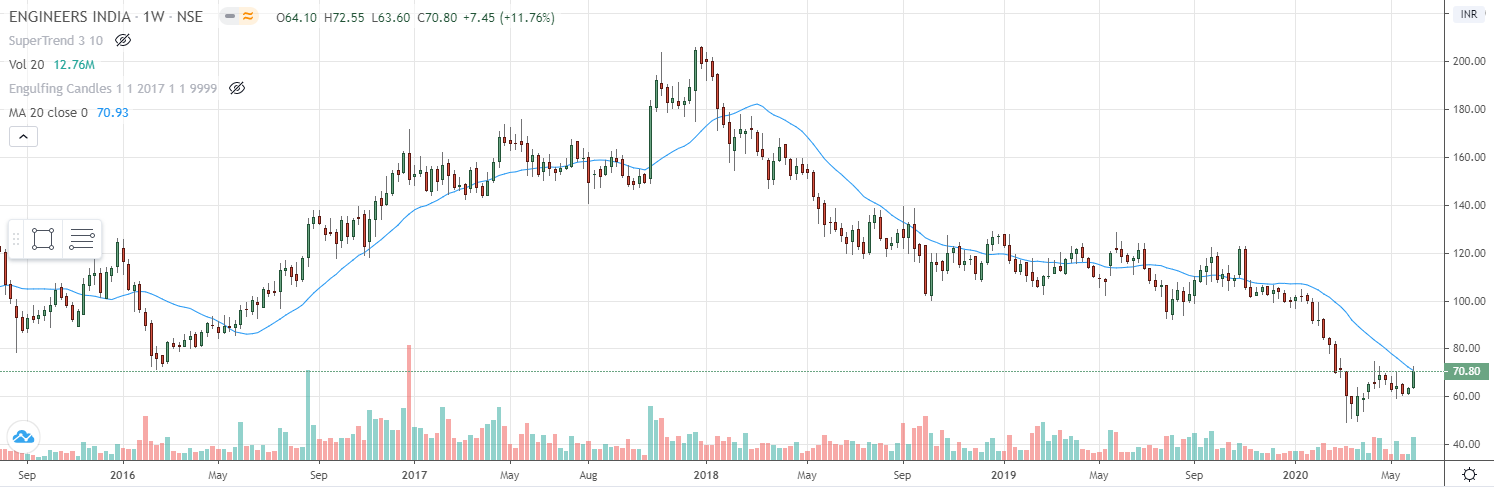 ENGINEERS INDIA · 1W · NSE O64.10 H72.55 L63.60 C70.80 +7.45 (+11.76%) INR
SuperTrend 3 10
Vol 20 12.76M
Engulfing Candles 1 1 2017 1 1 9999
MA 20 close 0 70.93
200.00
180.00
160.00
140.00
120.00
100.00
80.00
70.80
60.00
40.00
Sep 2016 May Sep 2017 May Aug 2018 May Sep 2019 May Sep 2020 May